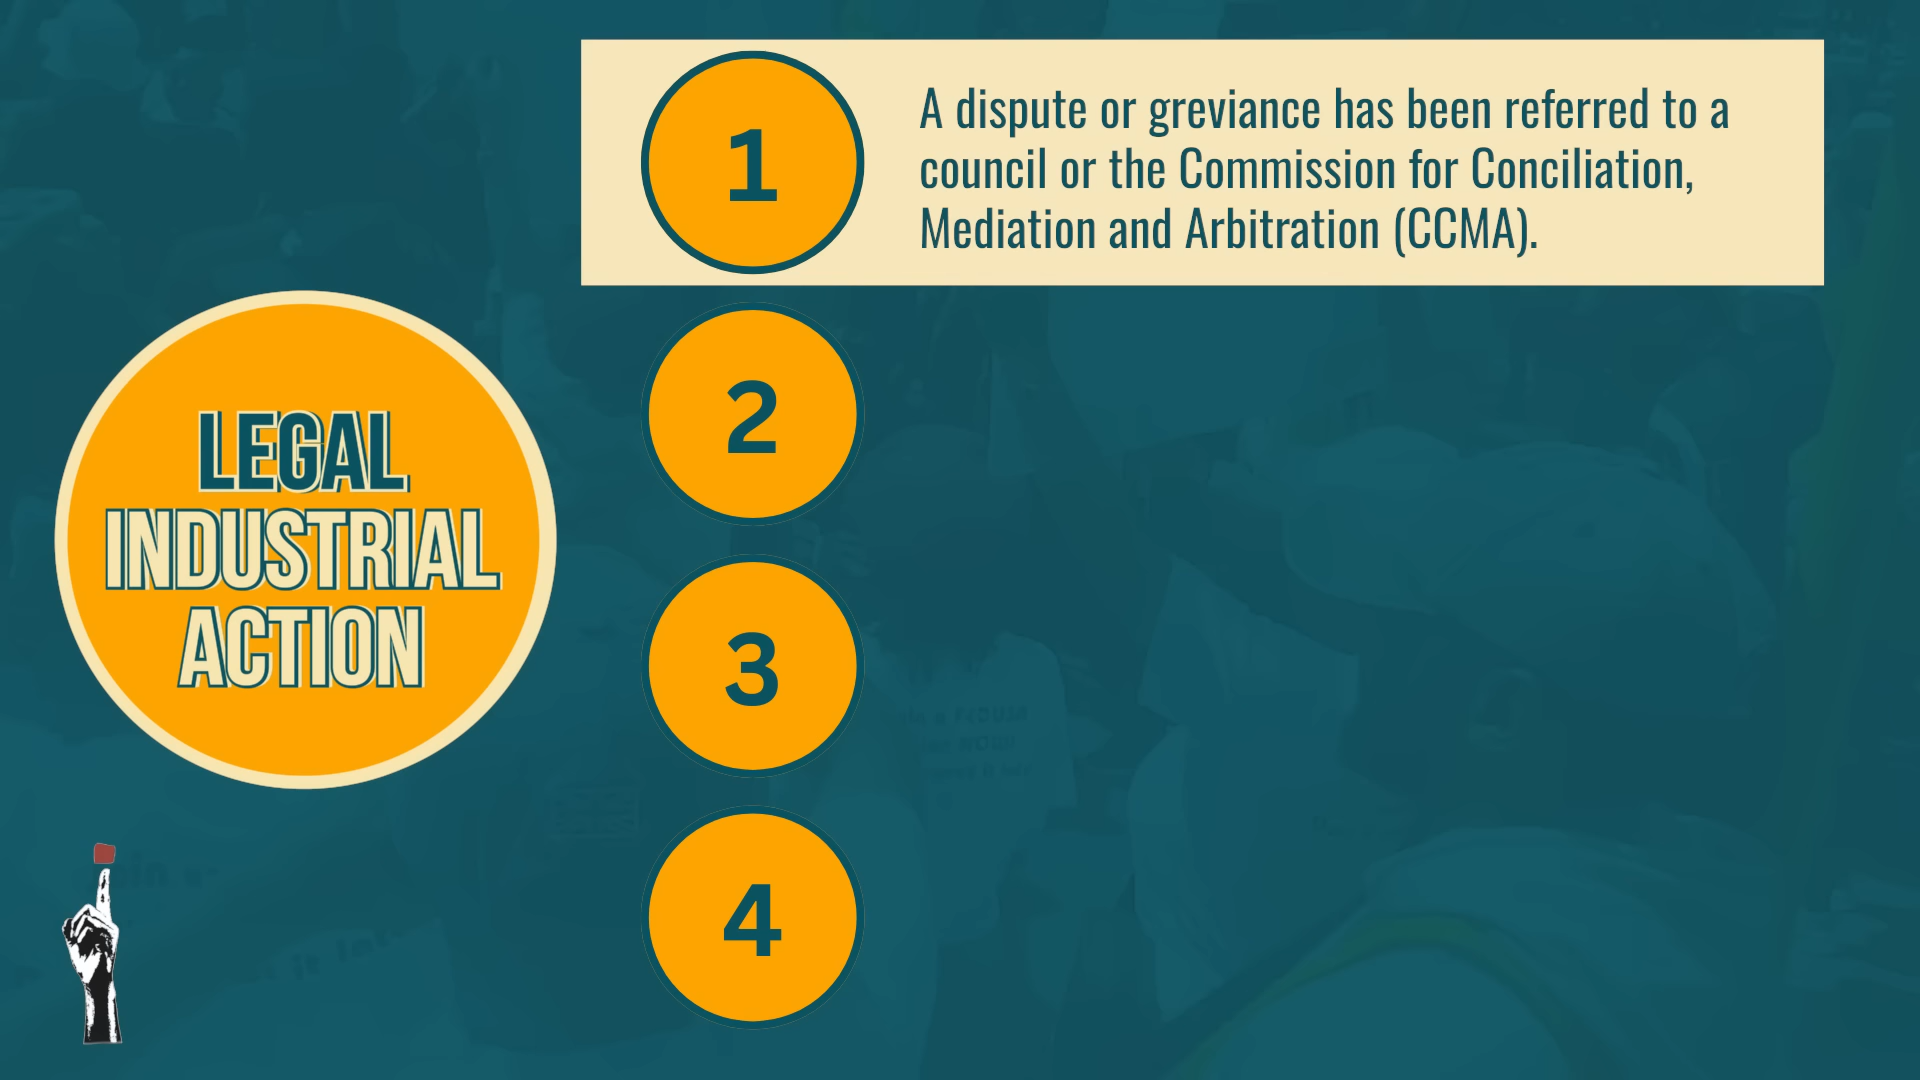 LEGAL
INDUSTRIAL
ACTION
1
A dispute or greviance has been referred to a
council or the Commission for Conciliation,
Mediation and Arbitration (CCMA).
2
3
4